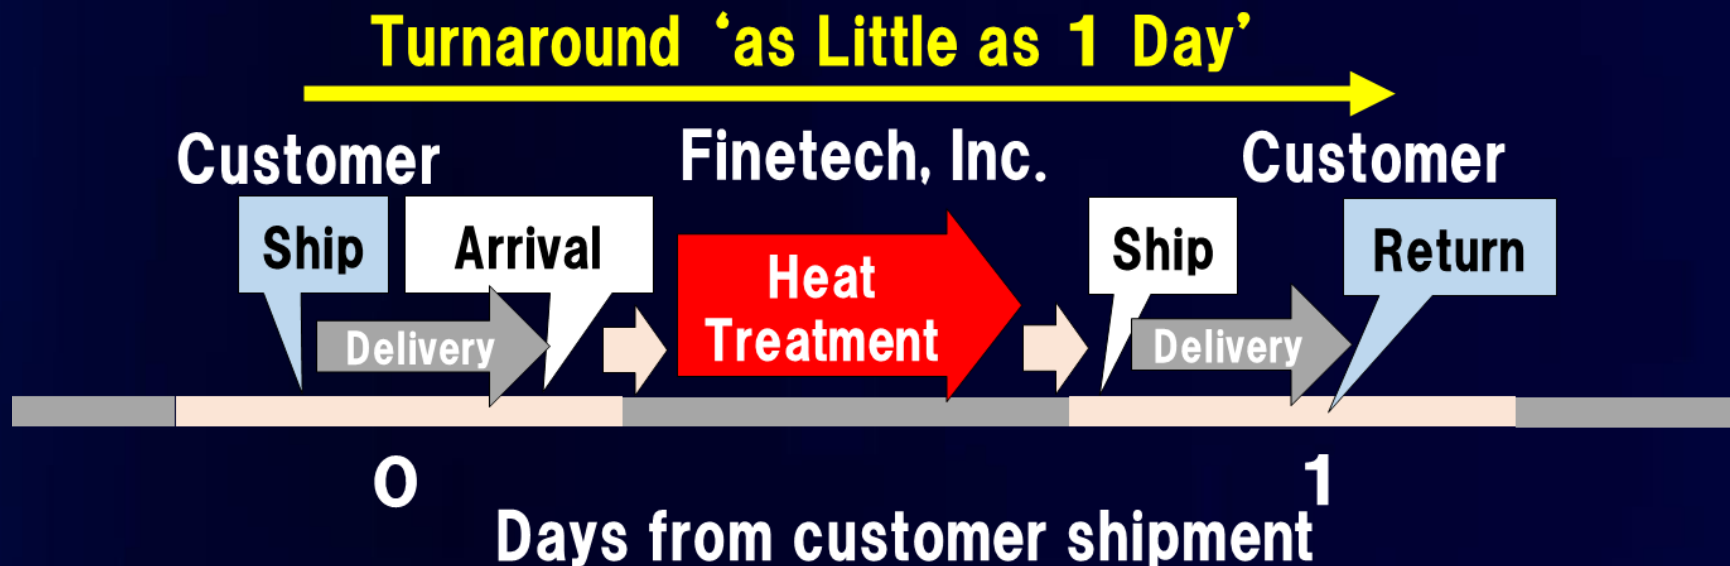 Turnaround ‘as Little as 1 Day’
Customer
Finetech, Inc.
Customer
Ship
Arrival
Heat
Treatment
Ship
Return
Delivery
Delivery
0
1
Days from customer shipment